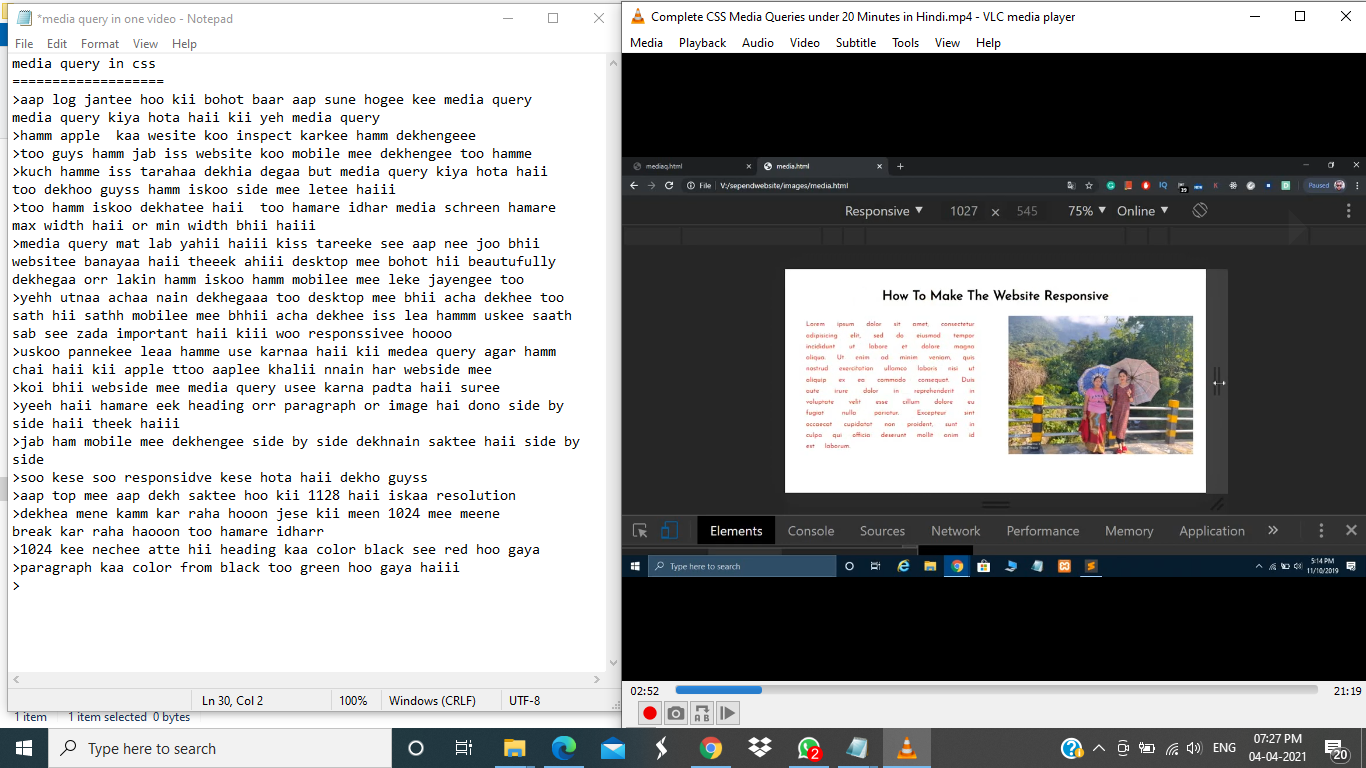 *media query in one video - Notepad
File Edit Format View Help
media query in css
===================
>aap log jantee hoo kii bohot baar aap sune hogee kee media query
media query kiya hota haii kii yeh media query
>hamm apple  kaa wesite koo inspect karkee hamm dekhengeee
>too guys hamm jab iss website koo mobile mee dekhengee too hamme
>kuch hamme iss tarahaa dekhia degaa but media query kiya hota haii
too dekhoo guyss hamm iskoo side mee letee haiii
>too hamm iskoo dekhatee haii  too hamare idhar media schreen hamare
max width haii or min width bhii haiii
>media query mat lab yahii haiii kiss tareeke see aap nee joo bhii
websitee banayaa haii theeek ahiii desktop mee bohot hii beautufully
dekhegaa orr lakin hamm iskoo hamm mobilee mee leke jayengee too
>yehh utnaa achaa nain dekhegaaa too desktop mee bhii acha dekhee too
sath hii sathh mobilee mee bhhii acha dekhee iss lea hammm uskee saath
sab see zada important haii kiii woo responssivee hoooo
>uskoo pannekee leaa hamme use karnaa haii kii medea query agar hamm
chai haii kii apple ttoo aaplee khalii nnain har webside mee
>koi bhii webside mee media query usee karna padta haii suree
>yeeh haii hamare eek heading orr paragraph or image hai dono side by
side haii theek haiii
>jab ham mobile mee dekhengee side by side dekhnain saktee haii side by
side
>soo kese soo responsidve kese hota haii dekho guyss
>aap top mee aap dekh saktee hoo kii 1128 haii iskaa resolution
>dekhea mene kamm kar raha hooon jese kii meen 1024 mee meene
break kar raha haooon too hamare idharr
>1024 kee nechee atte hii heading kaa color black see red hoo gaya
>paragraph kaa color from black too green hoo gaya haiii
>
Ln 30, Col 2 100% Windows (CRLF) UTF-8
1 item 1 item selected 0 bytes
Complete CSS Media Queries under 20 Minutes in Hindi.mp4 - VLC media player
Media Playback Audio Video Subtitle Tools View Help
mediaq.html media.html
File V:/sependwebsite/images/media.html Paused
Responsive 1027 x 545 75% Online
How To Make The Website Responsive
Lorem ipsum dolor sit amet, consectetur
adipisicing elit, sed do eiusmod tempor
incididunt ut labore et dolore magna
aliqua. Ut enim ad minim veniam, quis
nostrud exercitation ullamco laboris nisi ut
aliquip ex ea commodo consequat. Duis
aute irure dolor in reprehenderit in
voluptate velit esse cillum dolore eu
fugiat nulla pariatur. Excepteur sint
occaecat cupidatat non proident, sunt in
culpa qui officia deserunt mollit anim id
est laborum
Elements Console Sources Network Performance Memory Application »
Type here to search
5:14 PM
11/10/2019
02:52 21:19
A B
Type here to search
2
ENG
07:27 PM
04-04-2021
20